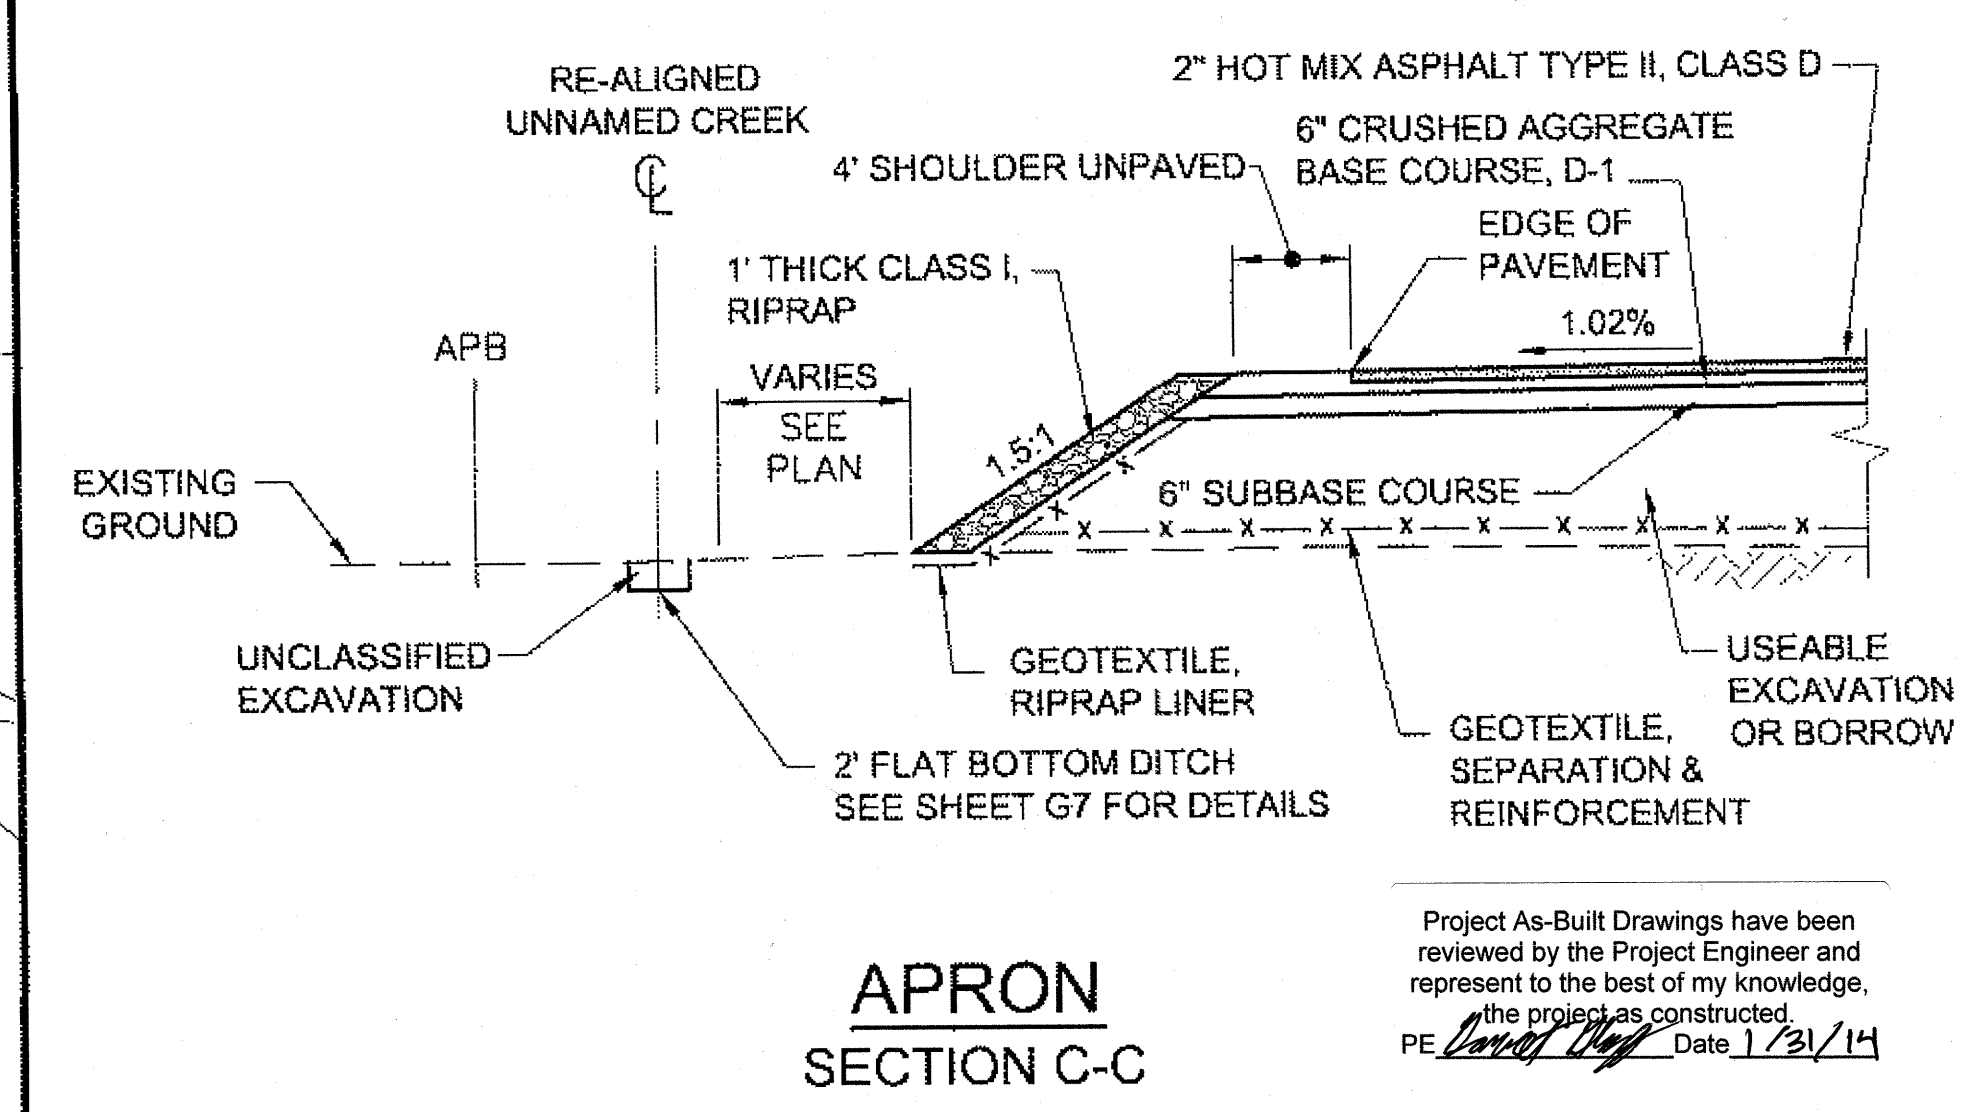 RE-ALIGNED
UNNAMED CREEK
CL
2" HOT MIX ASPHALT TYPE II, CLASS D
6" CRUSHED AGGREGATE
BASE COURSE, D-1
4' SHOULDER UNPAVED
EDGE OF
PAVEMENT
1' THICK CLASS I,
RIPRAP
1.02%
APB
VARIES
SEE
PLAN
1.5:1
EXISTING
GROUND
6" SUBBASE COURSE
X X X X X X X X X X
X
X
X
UNCLASSIFIED
EXCAVATION
GEOTEXTILE,
RIPRAP LINER
USEABLE
EXCAVATION
OR BORROW
GEOTEXTILE,
SEPARATION &
REINFORCEMENT
2' FLAT BOTTOM DITCH
SEE SHEET G7 FOR DETAILS
APRON
SECTION C-C
Project As-Built Drawings have been
reviewed by the Project Engineer and
represent to the best of my knowledge,
the project as constructed.
PE Date 1/31/14